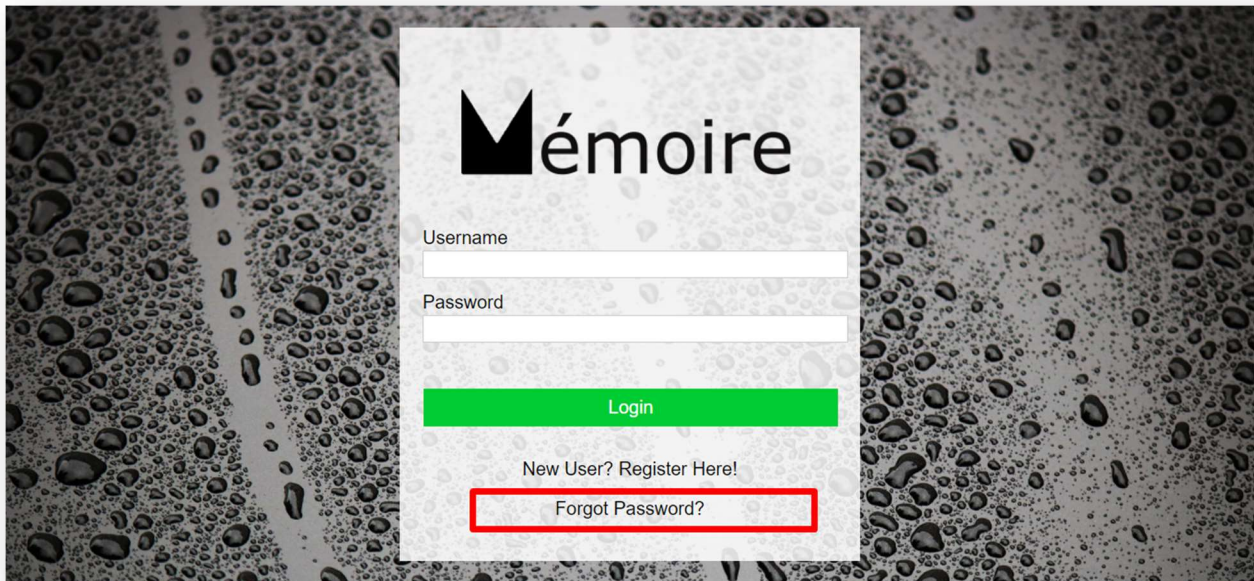 Mémoire
Username
Password
Login
New User? Register Here!
Forgot Password?